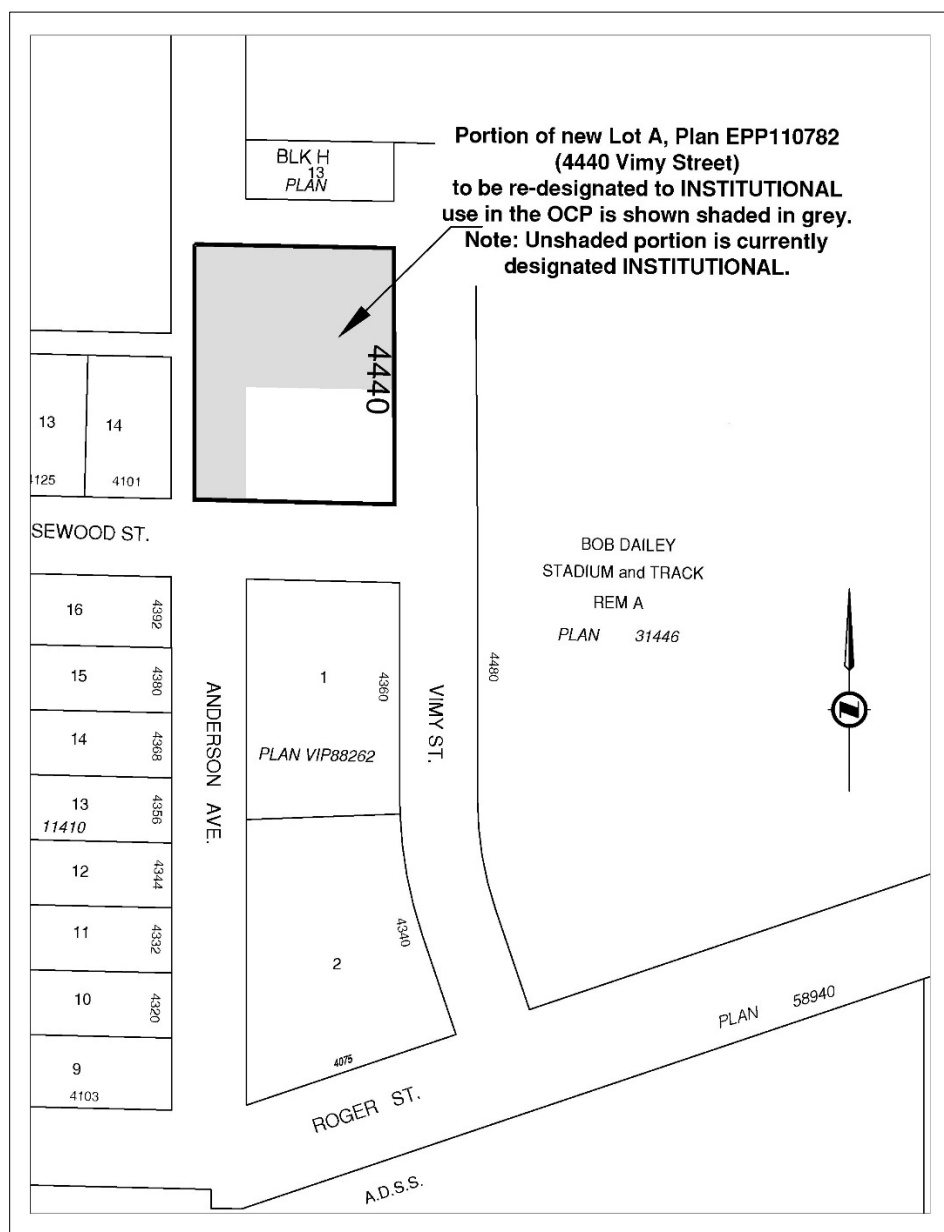 Portion of new Lot A, Plan EPP110782
(4440 Vimy Street)
to be re-designated to INSTITUTIONAL
use in the OCP is shown shaded in grey.
Note: Unshaded portion is currently
designated INSTITUTIONAL.
BLK H
13
PLAN
4440
13
14
4125
4101
SEWOOD ST.
BOB DAILEY
STADIUM and TRACK
REM A
PLAN 31446
16
4392
15
4380
14
4368
13
4356
11410
12
4344
11
4332
10
4320
9
4103
ANDERSON AVE.
1
4360
PLAN VIP88262
VIMY ST.
4480
2
4340
4075
ROGER ST.
PLAN 58940
A.D.S.S.
Z